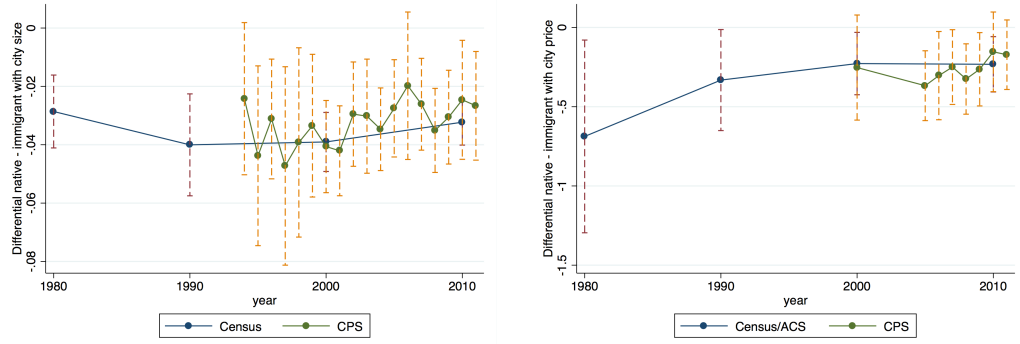 Differential native - immigrant with city size
0
-.02
-.04
-.06
-.08
1980 1990 2000 2010
year
Census CPS
Differential native - immigrant with city price
0
-.5
-1
-1.5
1980 1990 2000 2010
year
Census/ACS CPS